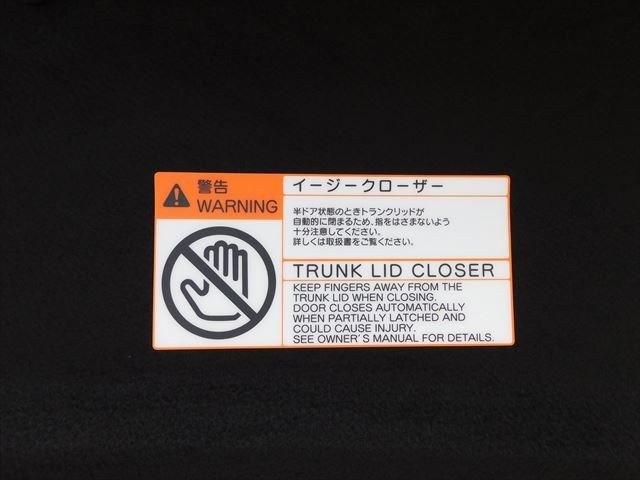 警告
WARNING
イージークローザー
半ドア状態のときトランクリッドが
自動的に閉まるため、指をはさまないよう
十分注意してください。
詳しくは取扱書をご覧ください。
TRUNK LID CLOSER
KEEP FINGERS AWAY FROM THE
TRUNK LID WHEN CLOSING.
DOOR CLOSES AUTOMATICALLY
WHEN PARTIALLY LATCHED AND
COULD CAUSE INJURY.
SEE OWNER'S MANUAL FOR DETAILS.